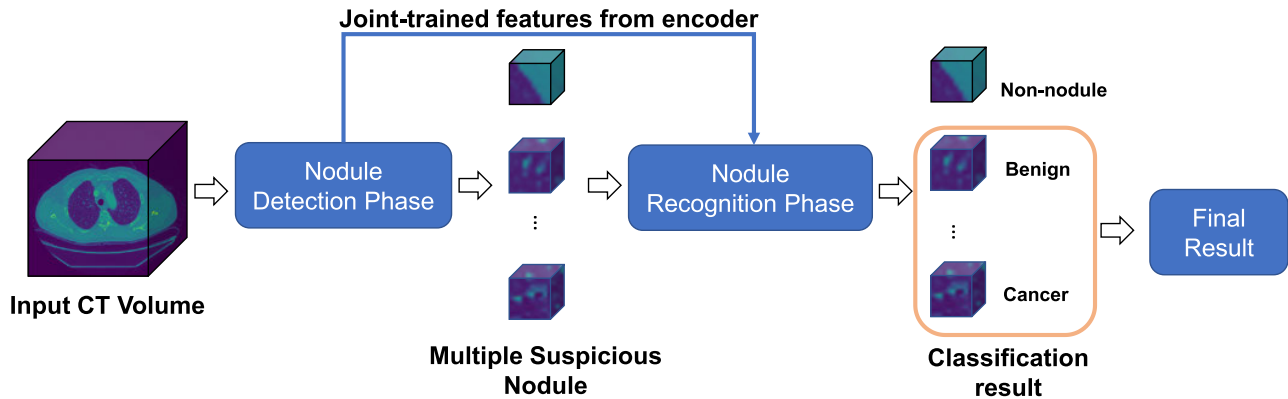 Joint-trained features from encoder
Non-nodule
Nodule
Detection Phase
Nodule
Recognition Phase
Benign
Final
Result
...
...
Cancer
Input CT Volume
Multiple Suspicious
Nodule
Classification
result